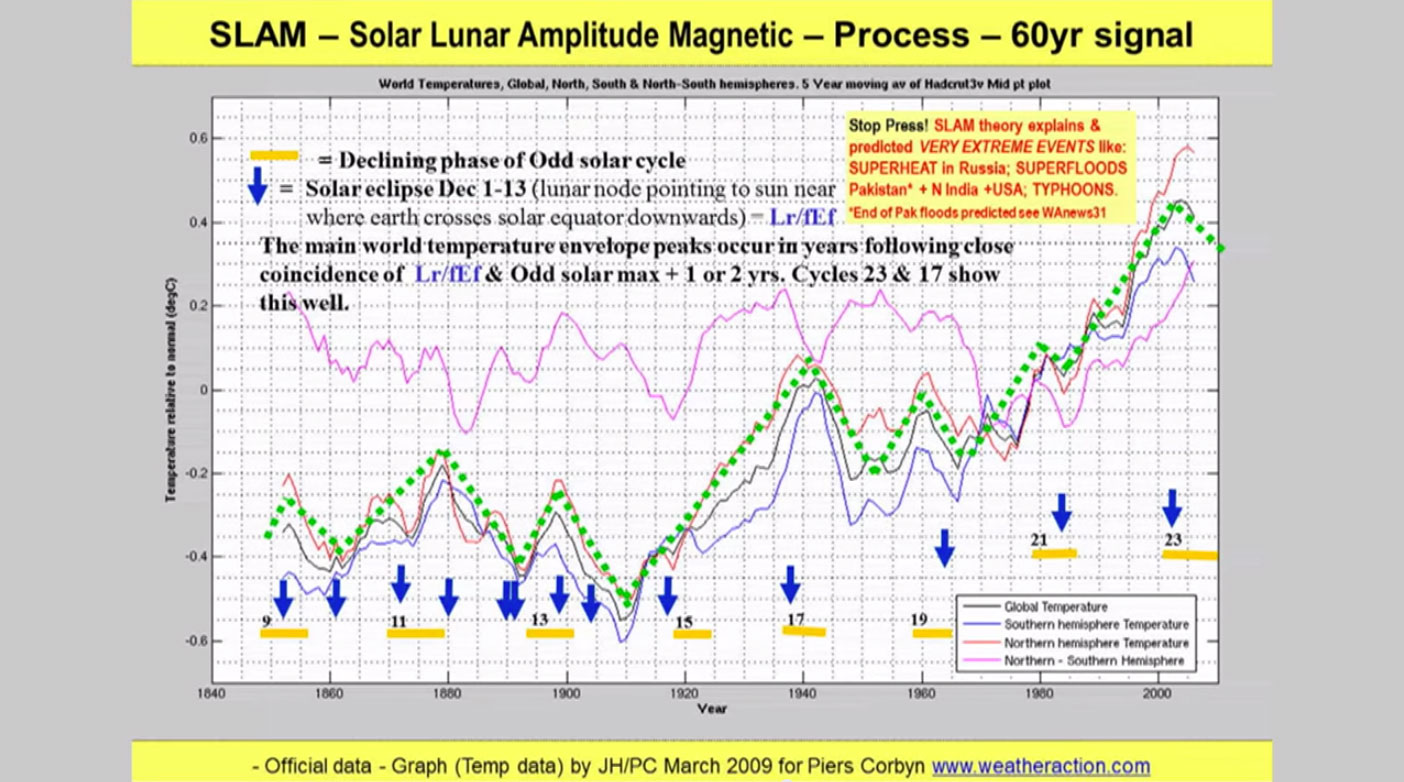 SLAM – Solar Lunar Amplitude Magnetic – Process – 60yr signal
World Temperatures, Global, North, South & North-South hemispheres. 5 Year moving av of Hadcrut3v Mid pt plot
Stop Press! SLAM theory explains &
predicted VERY EXTREME EVENTS like:
SUPERHEAT in Russia; SUPERFLOODS
Pakistan* + N India +USA; TYPHOONS.
*End of Pak floods predicted see WAnews31
= Declining phase of Odd solar cycle
= Solar eclipse Dec 1-13 (lunar node pointing to sun near
where earth crosses solar equator downwards) = Lr/fEf
The main world temperature envelope peaks occur in years following close
coincidence of Lr/fEf & Odd solar max + 1 or 2 yrs. Cycles 23 & 17 show
this well.
Temperature relative to normal (degC)
0.6
0.4
0.2
0
-0.2
-0.4
-0.6
9 11 13 15 17 19 21 23
Global Temperature
Southern hemisphere Temperature
Northern hemisphere Temperature
Northern - Southern Hemisphere
1840 1860 1880 1900 1920 1940 1960 1980 2000
Year
- Official data - Graph (Temp data) by JH/PC March 2009 for Piers Corbyn www.weatheraction.com